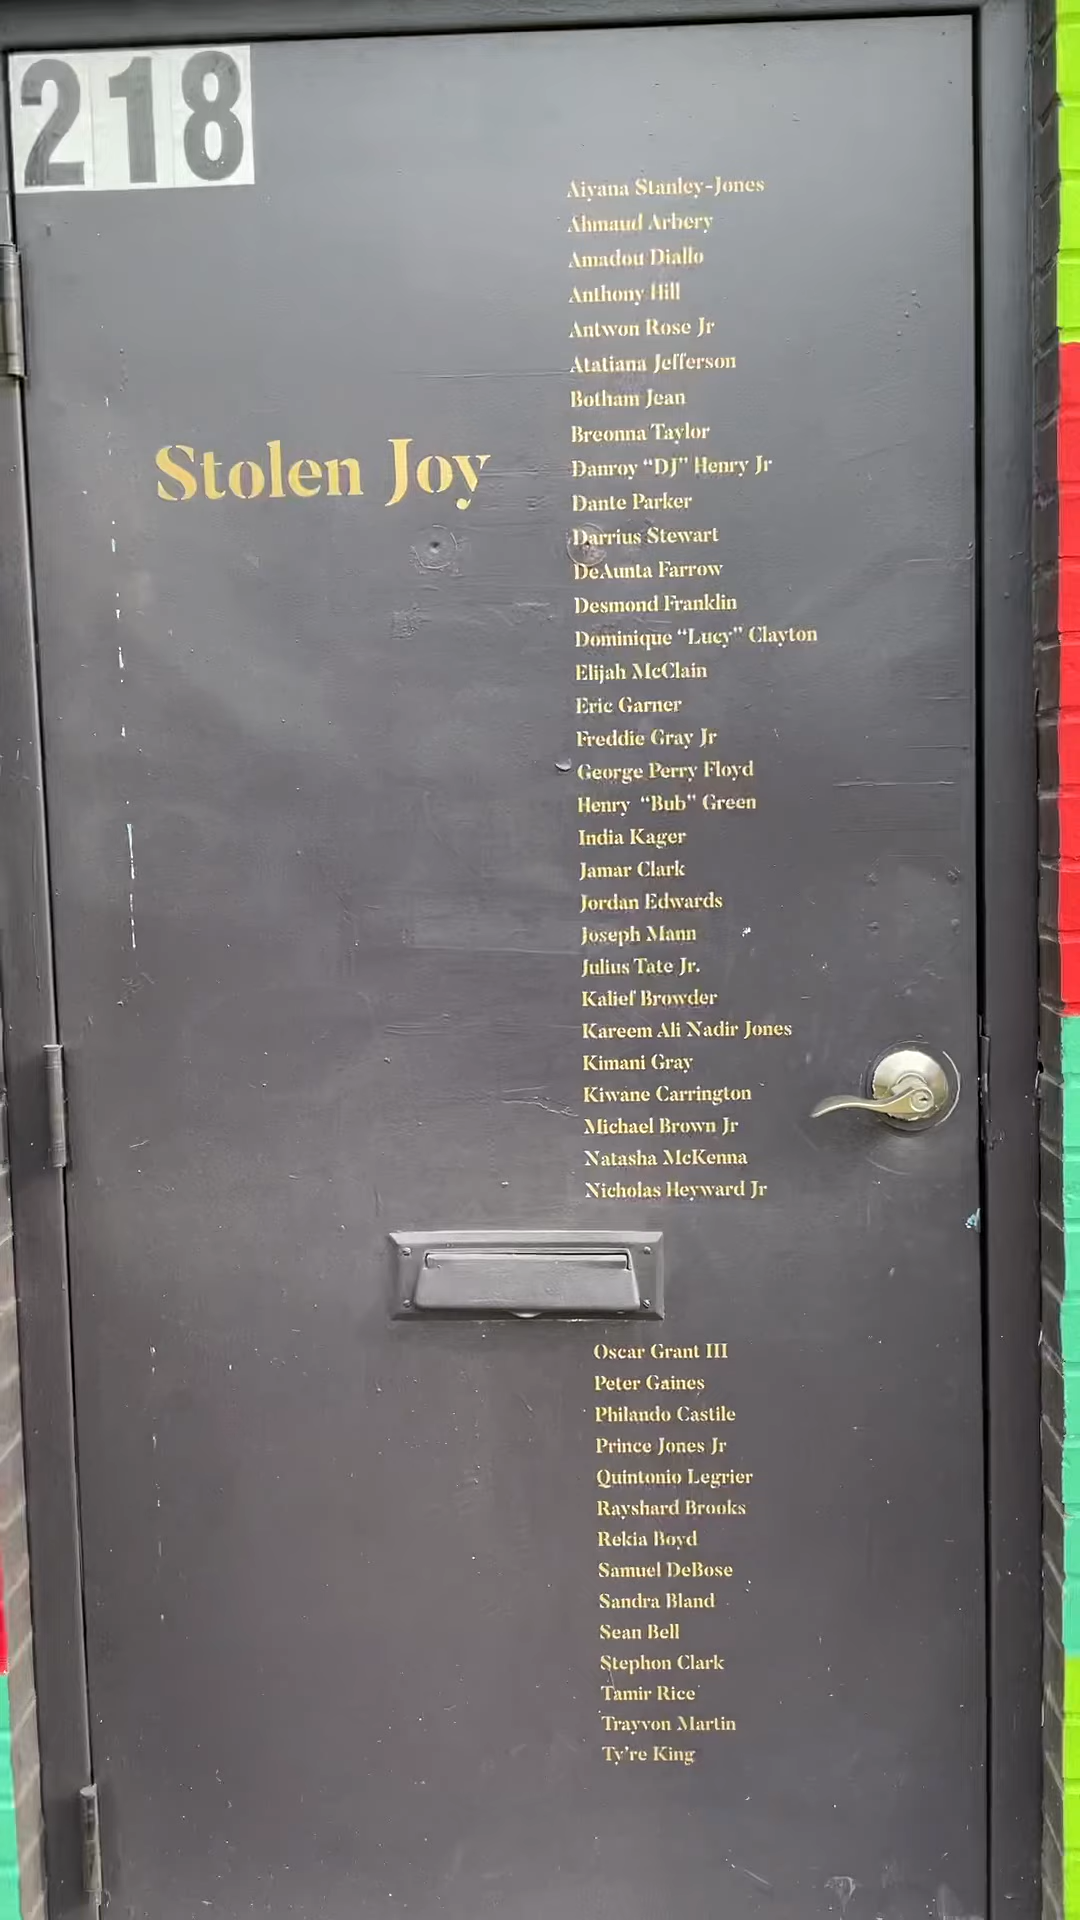 218
Stolen Joy
Aiyana Stanley-Jones
Ahmaud Arbery
Amadou Diallo
Anthony Hill
Antwon Rose Jr
Atatiana Jefferson
Botham Jean
Breonna Taylor
Danroy “DJ” Henry Jr
Dante Parker
Darrius Stewart
DeAunta Farrow
Desmond Franklin
Dominique “Lucy” Clayton
Elijah McClain
Eric Garner
Freddie Gray Jr
George Perry Floyd
Henry “Bub” Green
India Kager
Jamar Clark
Jordan Edwards
Joseph Mann
Julius Tate Jr.
Kalief Browder
Kareem Ali Nadir Jones
Kimani Gray
Kiwane Carrington
Michael Brown Jr
Natasha McKenna
Nicholas Heyward Jr
Oscar Grant III
Peter Gaines
Philando Castile
Prince Jones Jr
Quintonio Legrier
Rayshard Brooks
Rekia Boyd
Samuel DeBose
Sandra Bland
Sean Bell
Stephon Clark
Tamir Rice
Trayvon Martin
Ty’re King